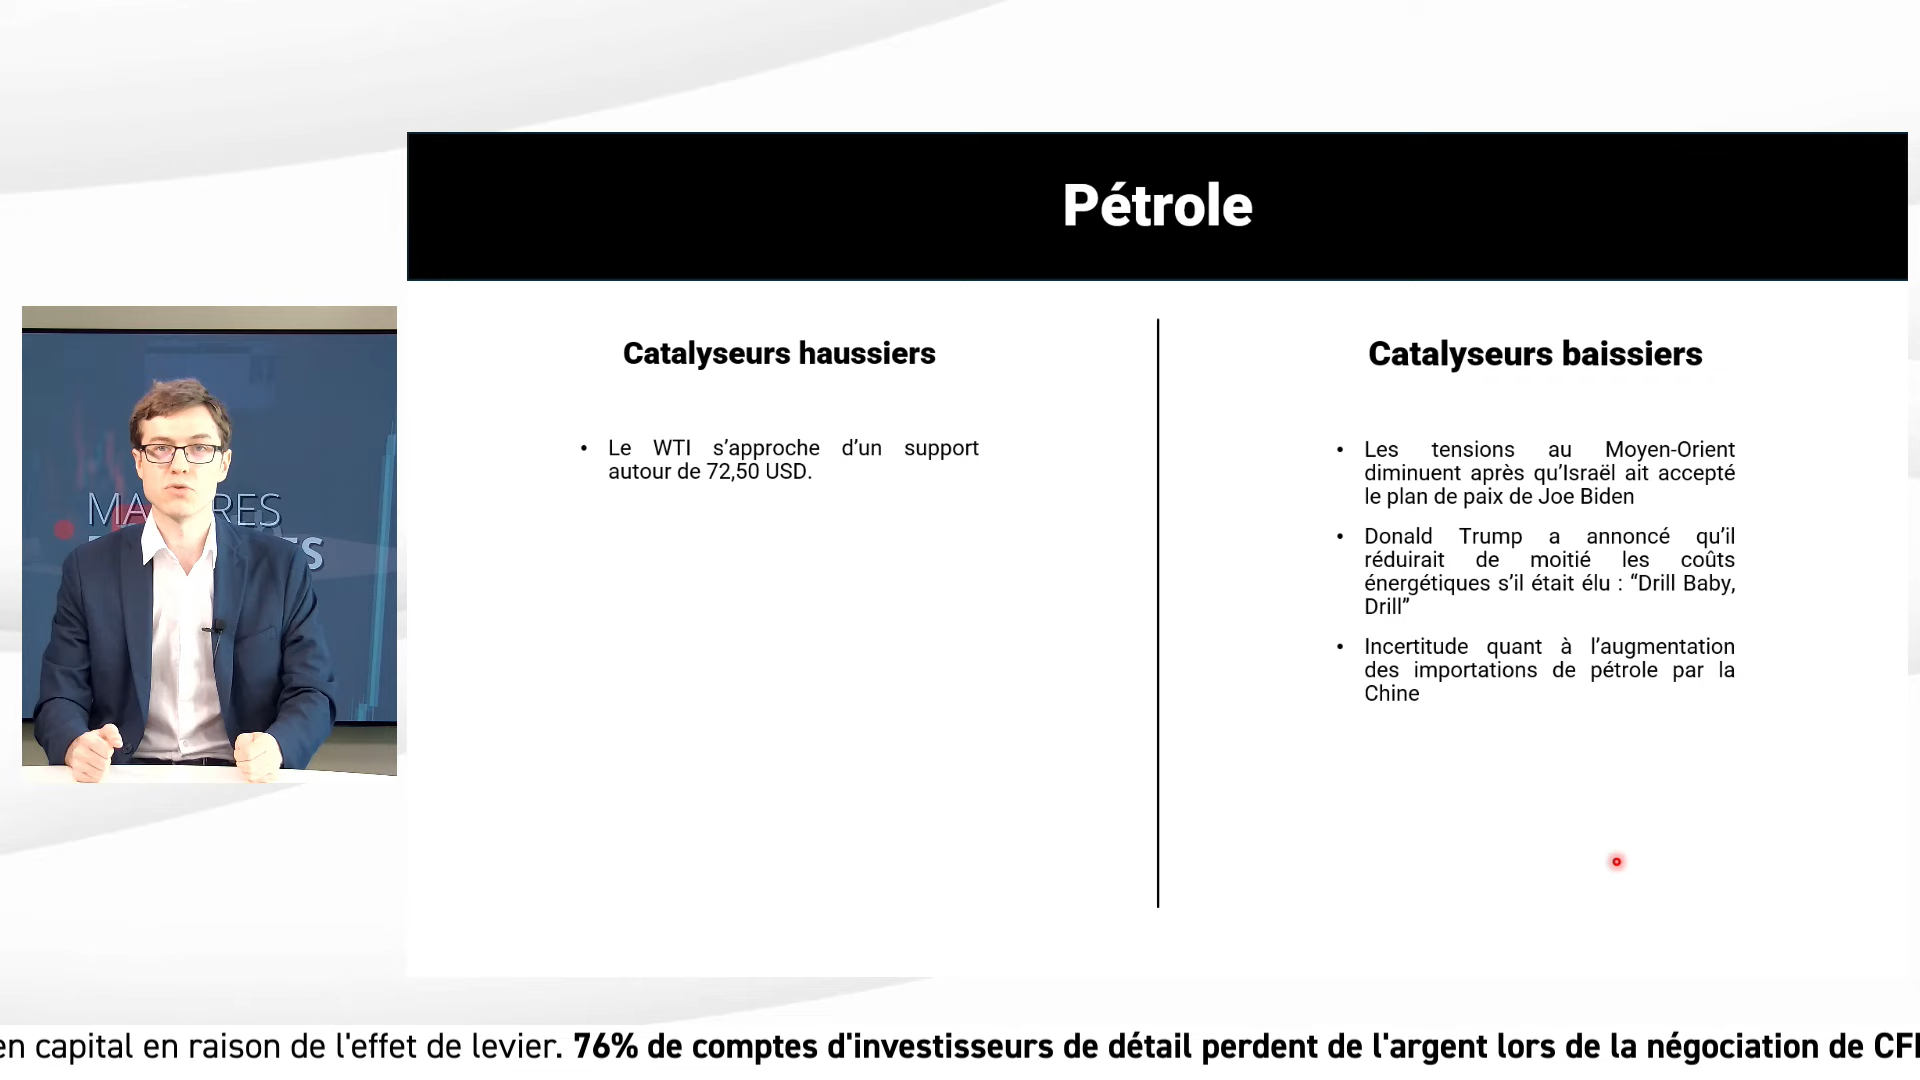 Pétrole
Catalyseurs haussiers
• Le WTI s’approche d’un support
autour de 72,50 USD.
Catalyseurs baissiers
• Les tensions au Moyen-Orient
diminuent après qu’Israël ait accepté
le plan de paix de Joe Biden
• Donald Trump a annoncé qu’il
réduirait de moitié les coûts
énergétiques s’il était élu : “Drill Baby,
Drill”
• Incertitude quant à l’augmentation
des importations de pétrole par la
Chine
en capital en raison de l'effet de levier. 76% de comptes d'investisseurs de détail perdent de l'argent lors de la négociation de